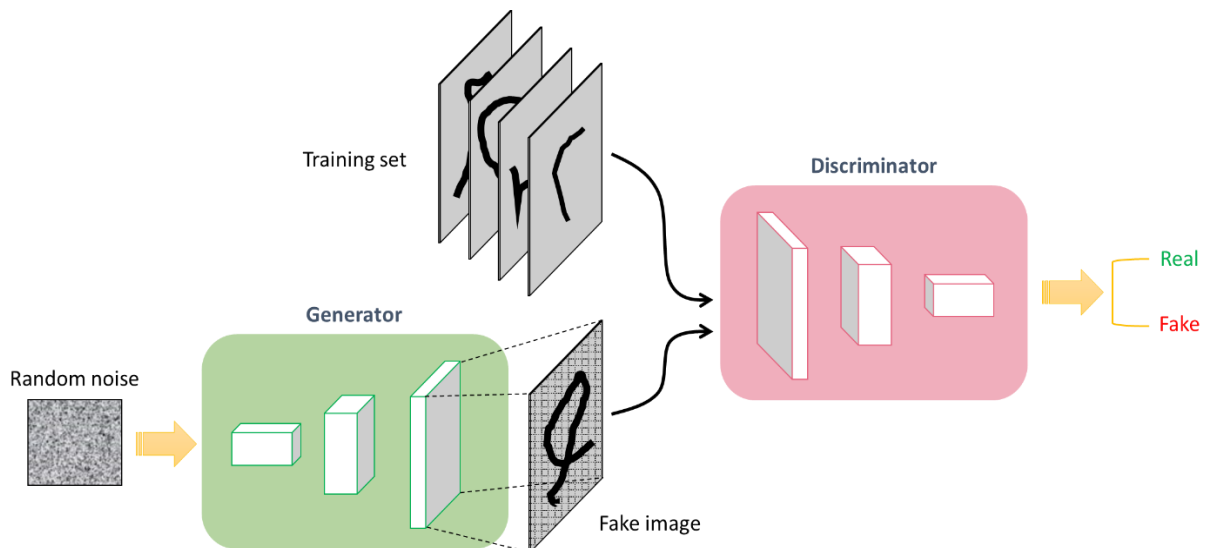 Training set
Discriminator
Real
Fake
Generator
Random noise
Fake image